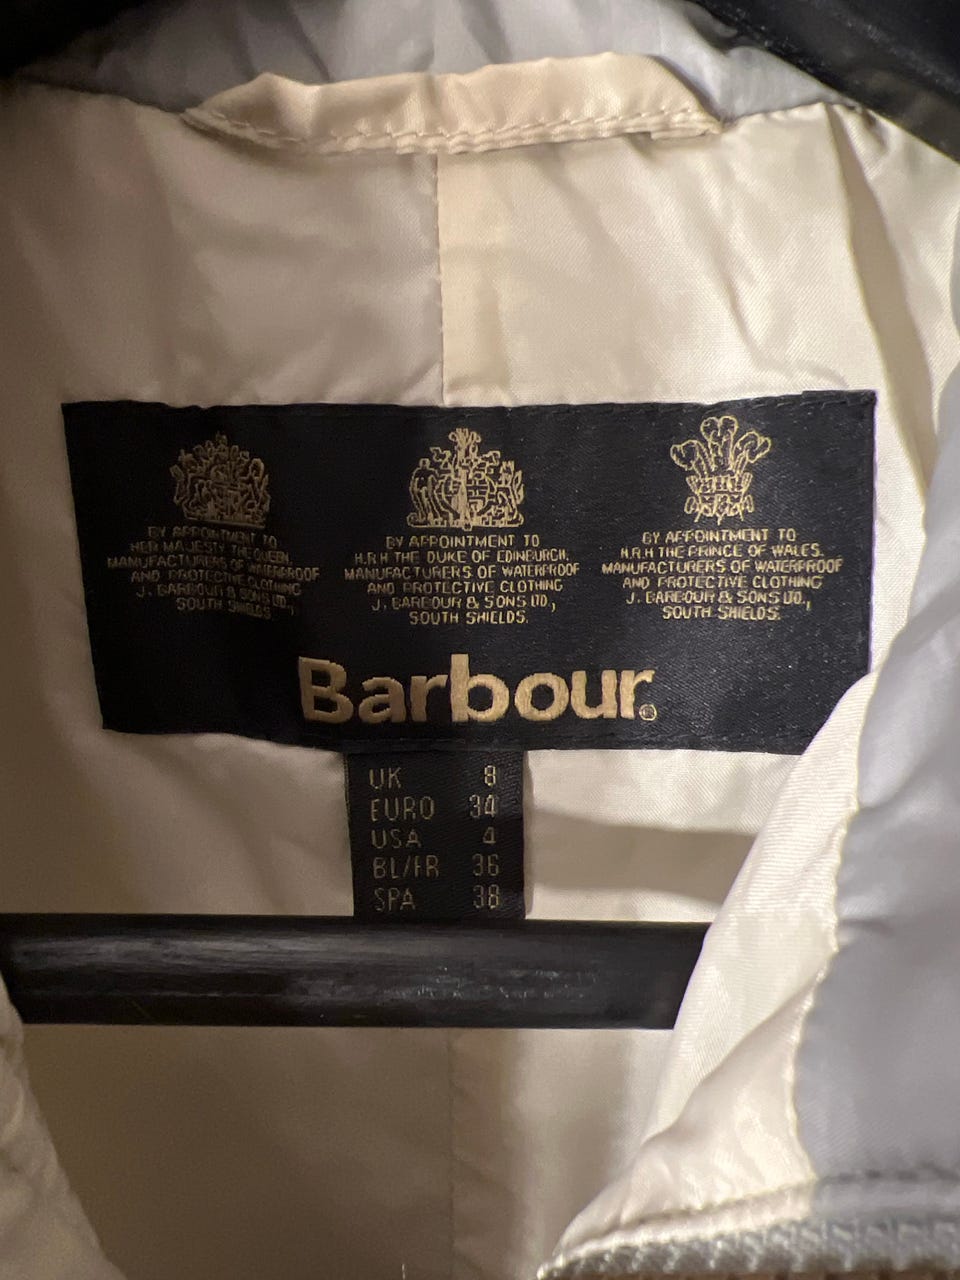 BY APPOINTMENT TO
HER MAJESTY THE QUEEN.
MANUFACTURERS OF WATERPROOF
AND PROTECTIVE CLOTHING
J. BARBOUR & SONS LTD.,
SOUTH SHIELDS.
BY APPOINTMENT TO
H.R.H THE DUKE OF EDINBURGH.
MANUFACTURERS OF WATERPROOF
AND PROTECTIVE CLOTHING
J. BARBOUR & SONS LTD.,
SOUTH SHIELDS.
BY APPOINTMENT TO
H.R.H THE PRINCE OF WALES.
MANUFACTURERS OF WATERPROOF
AND PROTECTIVE CLOTHING
J. BARBOUR & SONS LTD.,
SOUTH SHIELDS.
Barbour®
UK 8
EURO 34
USA 4
BL/FR 36
SPA 38